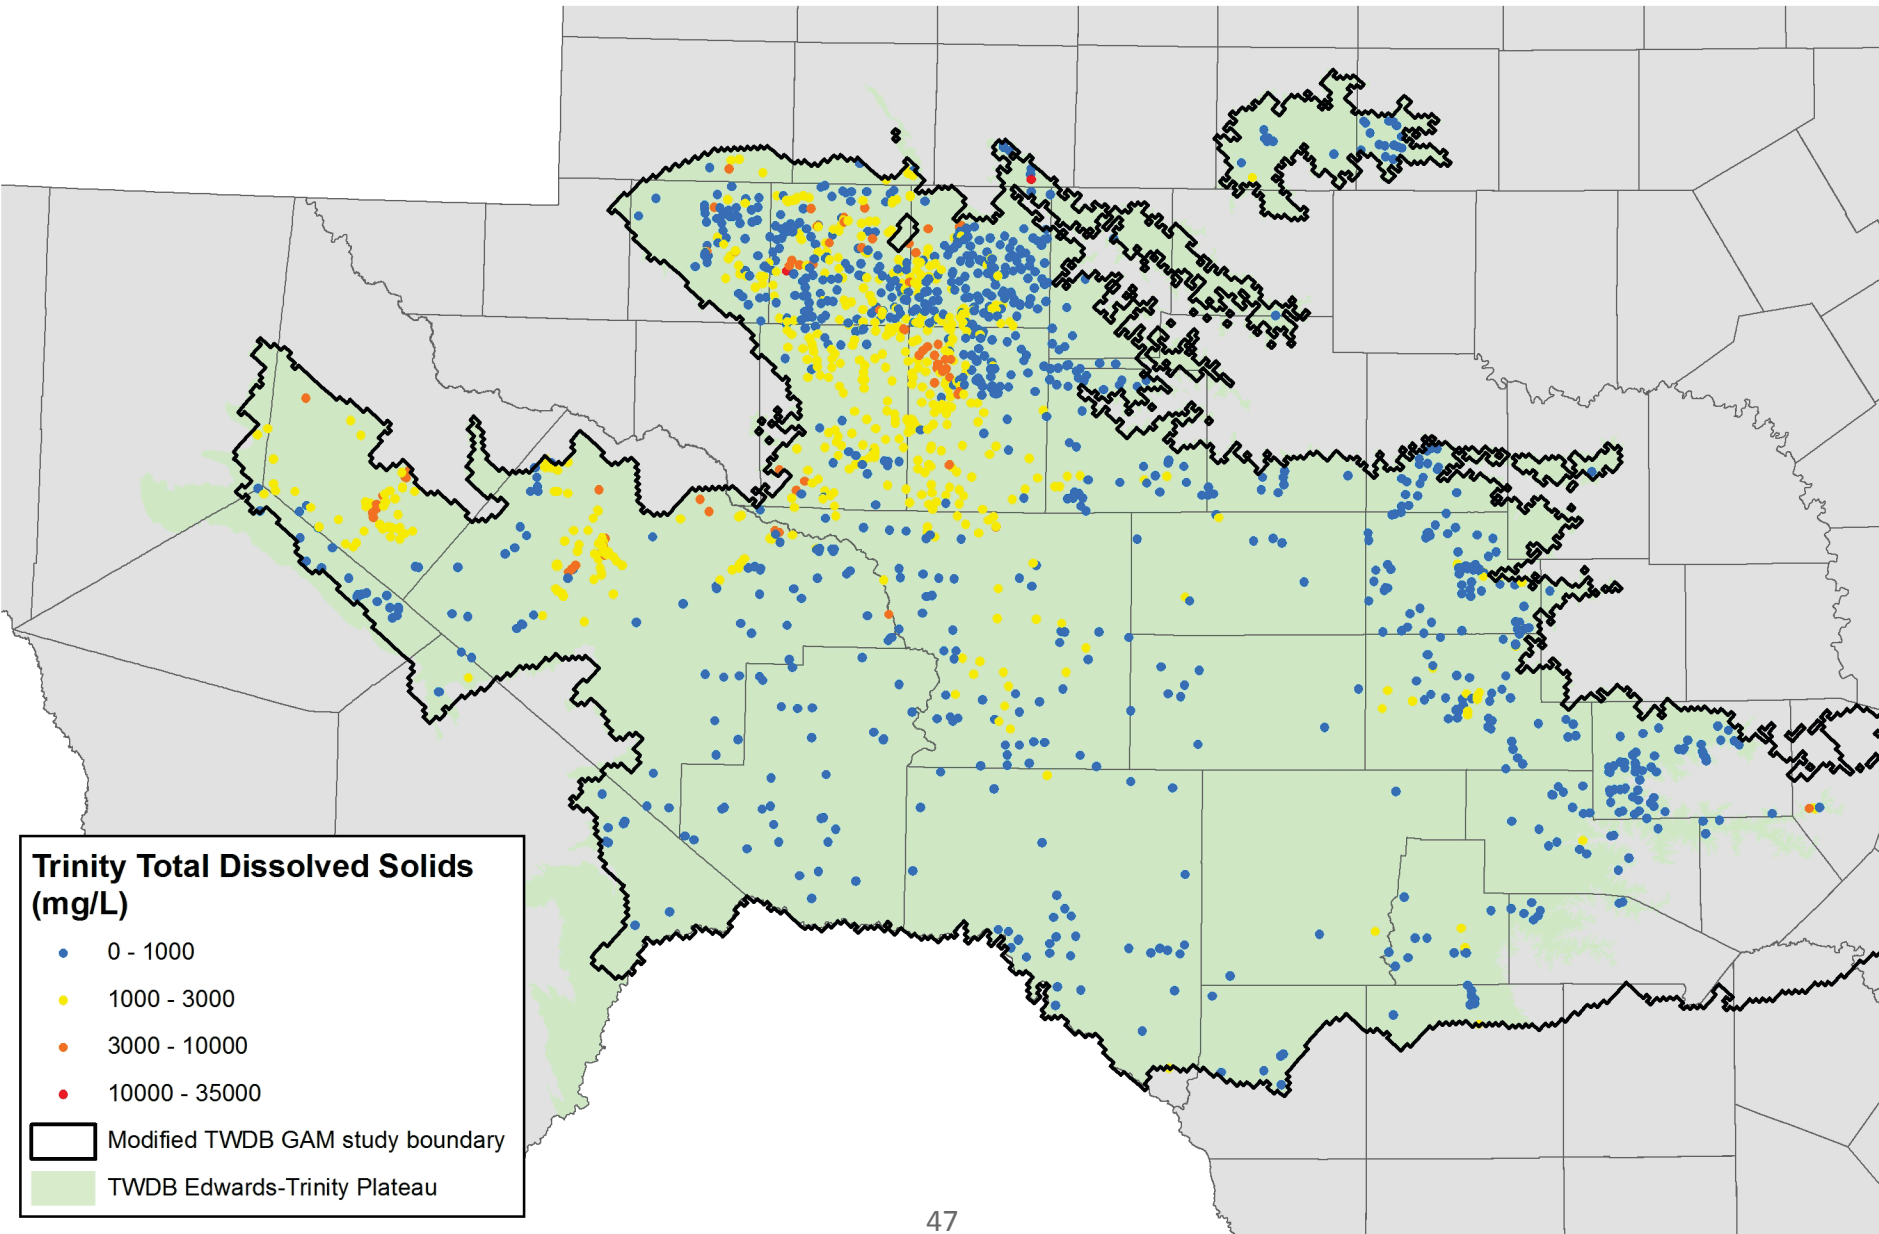 Trinity Total Dissolved Solids
(mg/L)
0 - 1000
1000 - 3000
3000 - 10000
10000 - 35000
Modified TWDB GAM study boundary
TWDB Edwards-Trinity Plateau
47